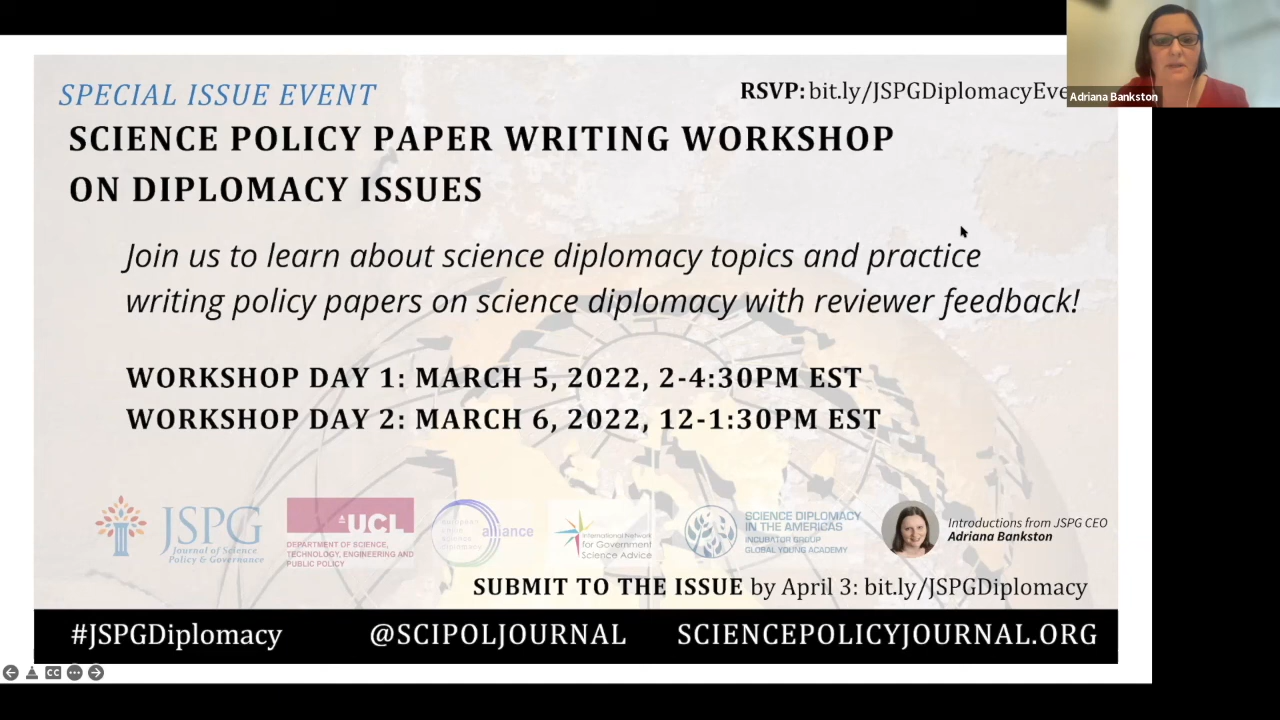 SPECIAL ISSUE EVENT
RSVP: bit.ly/JSPGDiplomacyEve
Adriana Bankston
SCIENCE POLICY PAPER WRITING WORKSHOP
ON DIPLOMACY ISSUES
Join us to learn about science diplomacy topics and practice
writing policy papers on science diplomacy with reviewer feedback!
WORKSHOP DAY 1: MARCH 5, 2022, 2-4:30PM EST
WORKSHOP DAY 2: MARCH 6, 2022, 12-1:30PM EST
JSPG
Journal of Science
Policy & Governance
UCL
DEPARTMENT OF SCIENCE,
TECHNOLOGY, ENGINEERING AND
PUBLIC POLICY
alliance
International Network
for Government
Science Advice
SCIENCE DIPLOMACY
IN THE AMERICAS
INCUBATOR GROUP
GLOBAL YOUNG ACADEMY
Introductions from JSPG CEO
Adriana Bankston
SUBMIT TO THE ISSUE by April 3: bit.ly/JSPGDiplomacy
#JSPGDiplomacy
@SCIPOLJOURNAL
SCIENCEPOLICYJOURNAL.ORG
CC